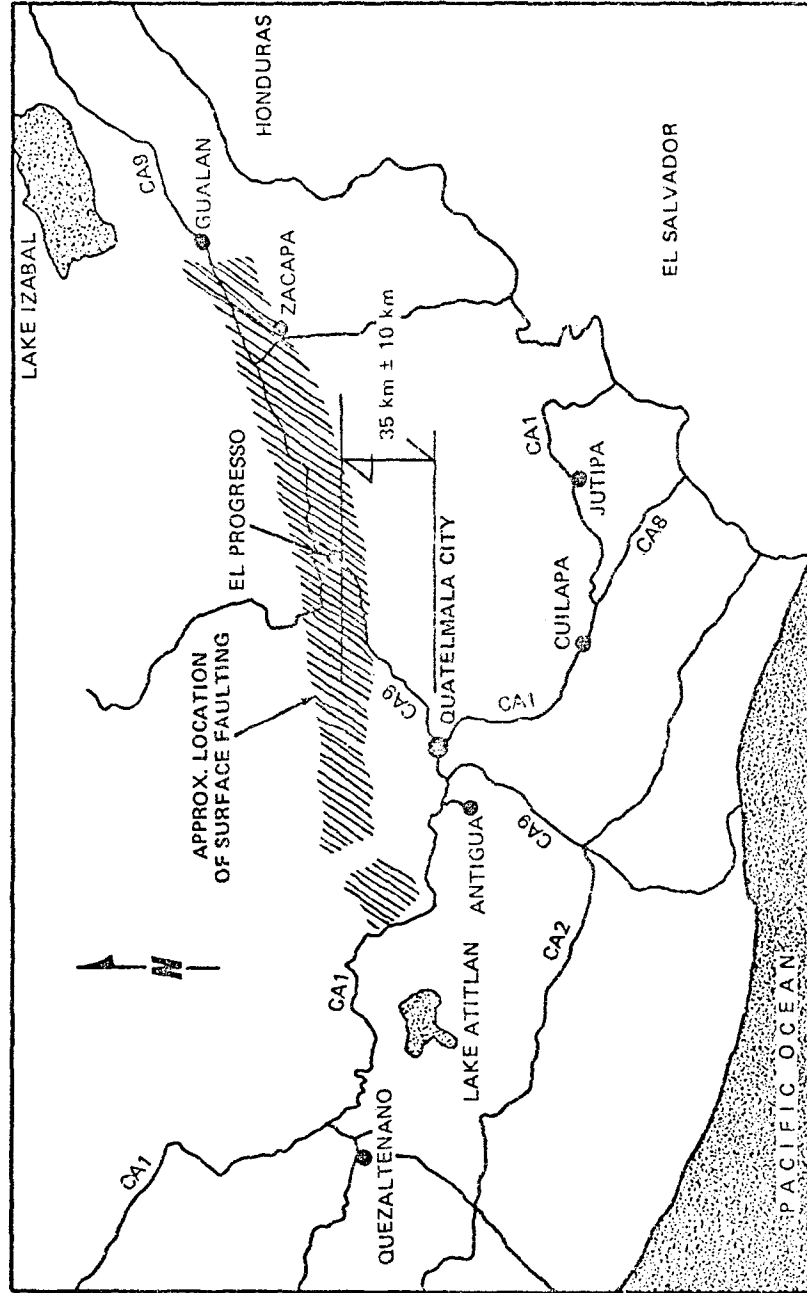 LAKE IZABAL
CA9
GUALAN
HONDURAS
ZACAPA
EL PROGRESSO
35 km ± 10 km
APPROX. LOCATION
OF SURFACE FAULTING
CA9
QUATELMALA CITY
EL SALVADOR
CA1
JUTIPA
CUILAPA
CA8
CA1
N
CA1
CA1
ANTIGUA
CA9
LAKE ATITLAN
CA2
QUEZALTENANO
PACIFIC OCEAN